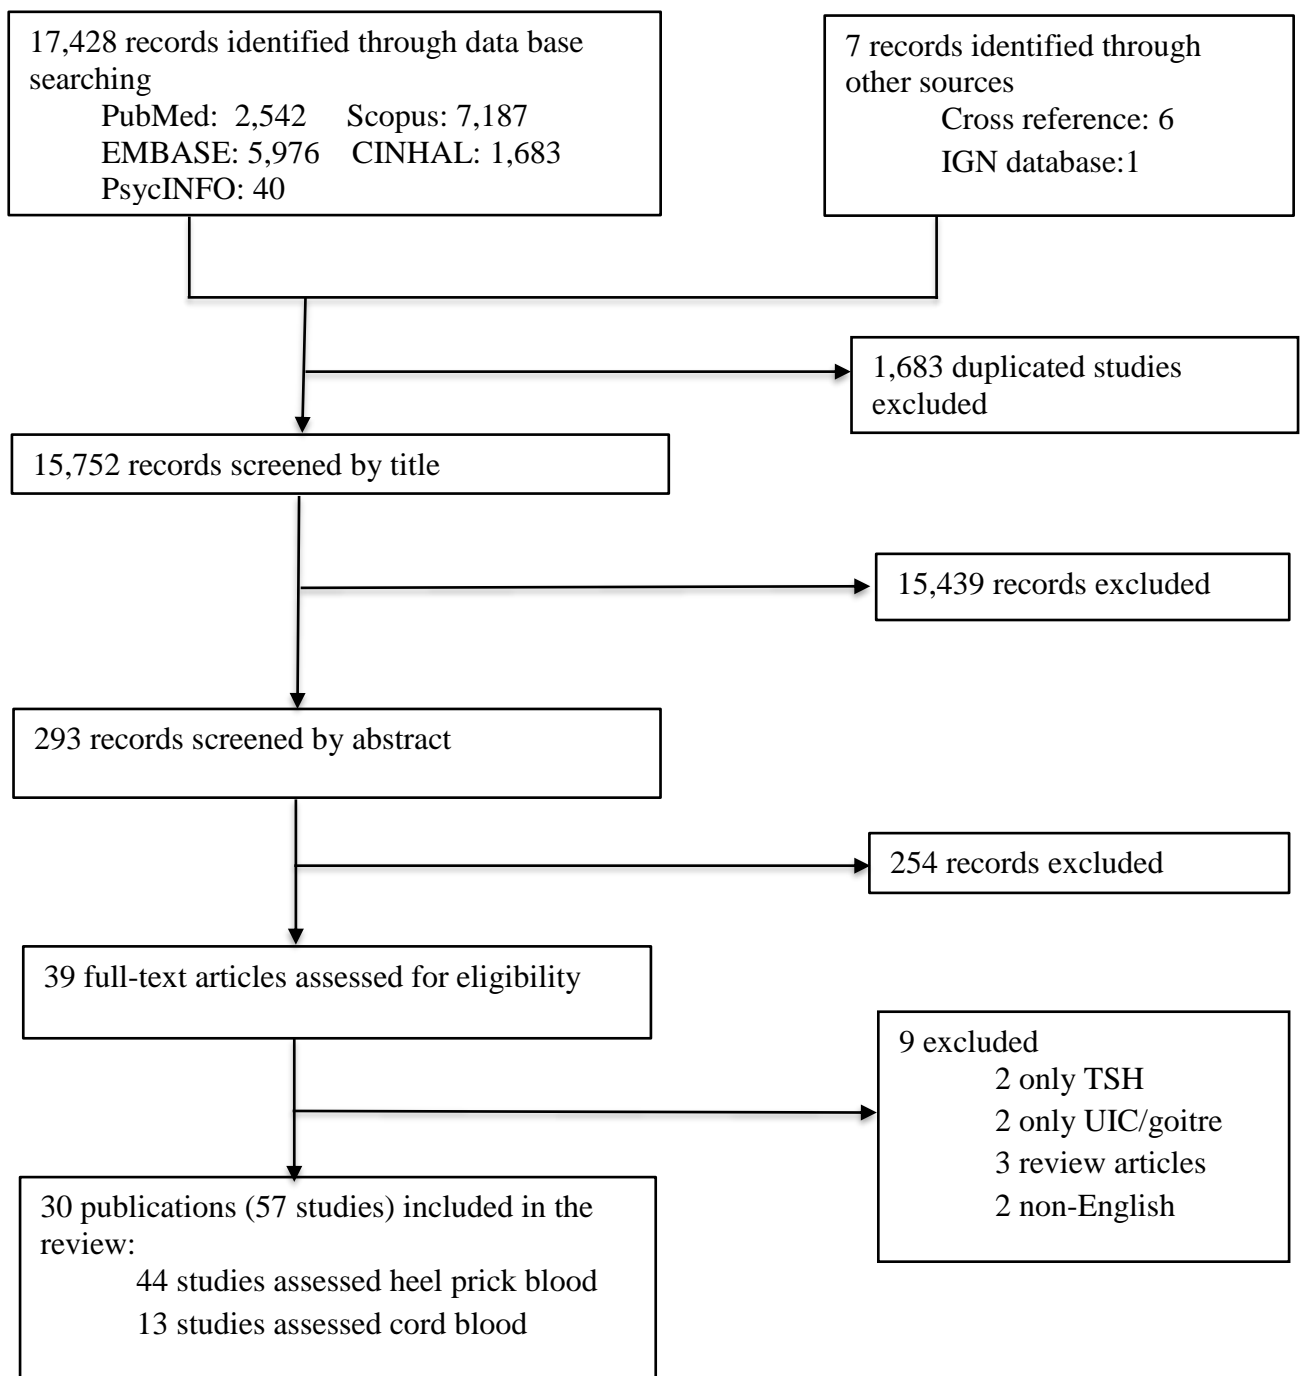 17,428 records identified through data base
searching
PubMed: 2,542 Scopus: 7,187
EMBASE: 5,976 CINHAL: 1,683
PsycINFO: 40
7 records identified through
other sources
Cross reference: 6
IGN database:1
1,683 duplicated studies
excluded
15,752 records screened by title
15,439 records excluded
293 records screened by abstract
254 records excluded
39 full-text articles assessed for eligibility
9 excluded
2 only TSH
2 only UIC/goitre
3 review articles
2 non-English
30 publications (57 studies) included in the
review:
44 studies assessed heel prick blood
13 studies assessed cord blood